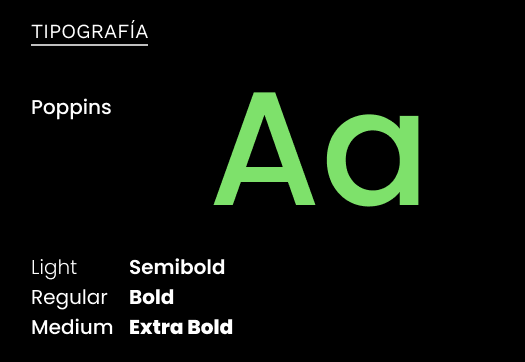 TIPOGRAFÍA
Poppins
Aa
Light Semibold
Regular Bold
Medium Extra Bold